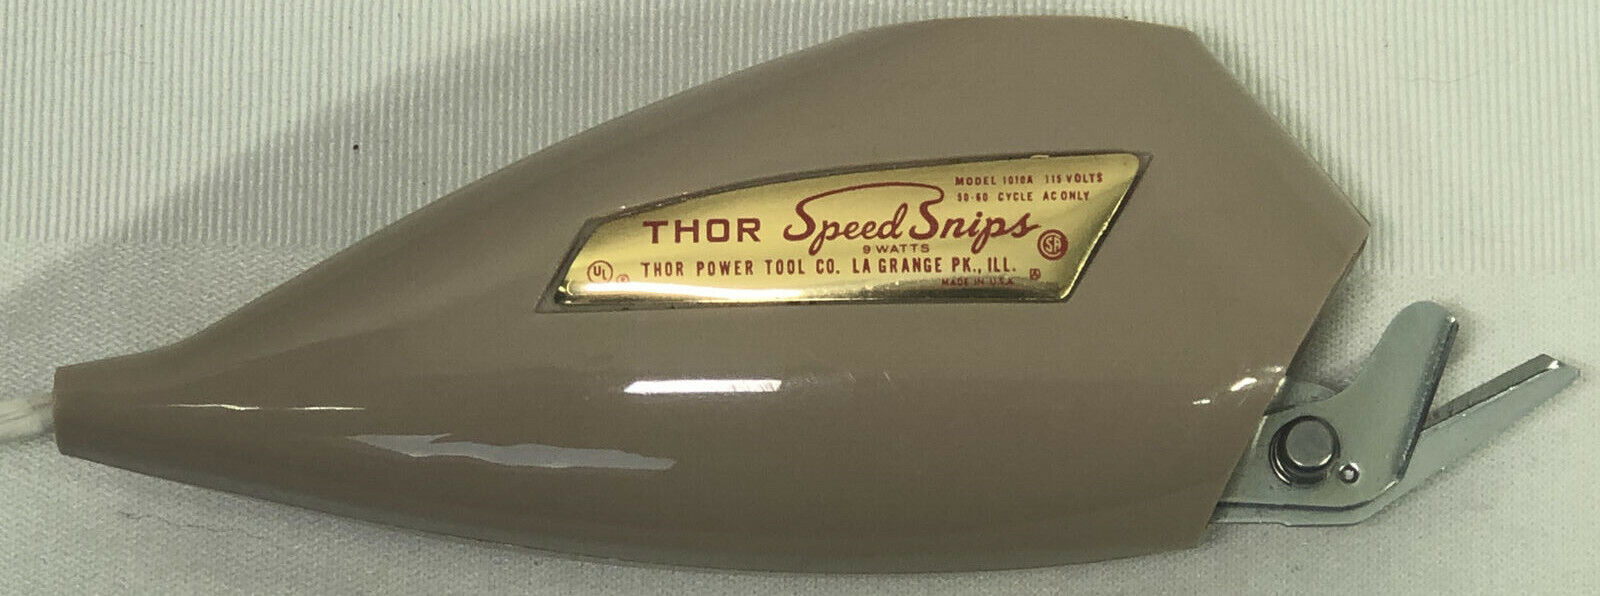 MODEL 1010A 115 VOLTS
50-60 CYCLE AC ONLY
THOR Speed Snips
9 WATTS
UL ® THOR POWER TOOL CO. LA GRANGE PK., ILL.
MADE IN U.S.A.